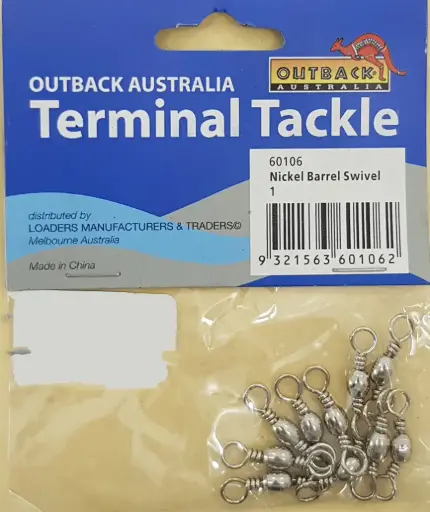 OUTBACK AUSTRALIA
Terminal Tackle
OUTBACK
AUSTRALIA
60106
Nickel Barrel Swivel
1
9 321563 601062
distributed by
LOADERS MANUFACTURERS & TRADERS©
Melbourne Australia
Made in China